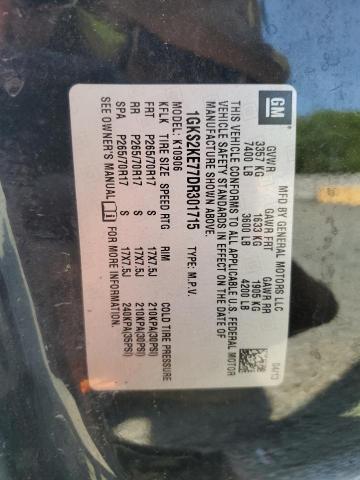 GM
MFD BY GENERAL MOTORS LLC 04/13
GVWR GAWR FRT GAWR RR
3357 KG 1633 KG 1905 KG
7400 LB 3600 LB 4200 LB
THIS VEHICLE CONFORMS TO ALL APPLICABLE U.S. FEDERAL MOTOR
VEHICLE SAFETY STANDARDS IN EFFECT ON THE DATE OF
MANUFACTURE SHOWN ABOVE.
1GKS2KE77DR301715 TYPE: M.P.V.
MODEL: K10906
KFLK TIRE SIZE SPEED RTG RIM COLD TIRE PRESSURE
FRT P265/70R17 S 17X7.5J 210KPA(30PSI)
RR P265/70R17 S 17X7.5J 210KPA(30PSI)
SPA P265/70R17 S 17X7.5J 240KPA(35PSI)
SEE OWNER'S MANUAL FOR MORE INFORMATION.